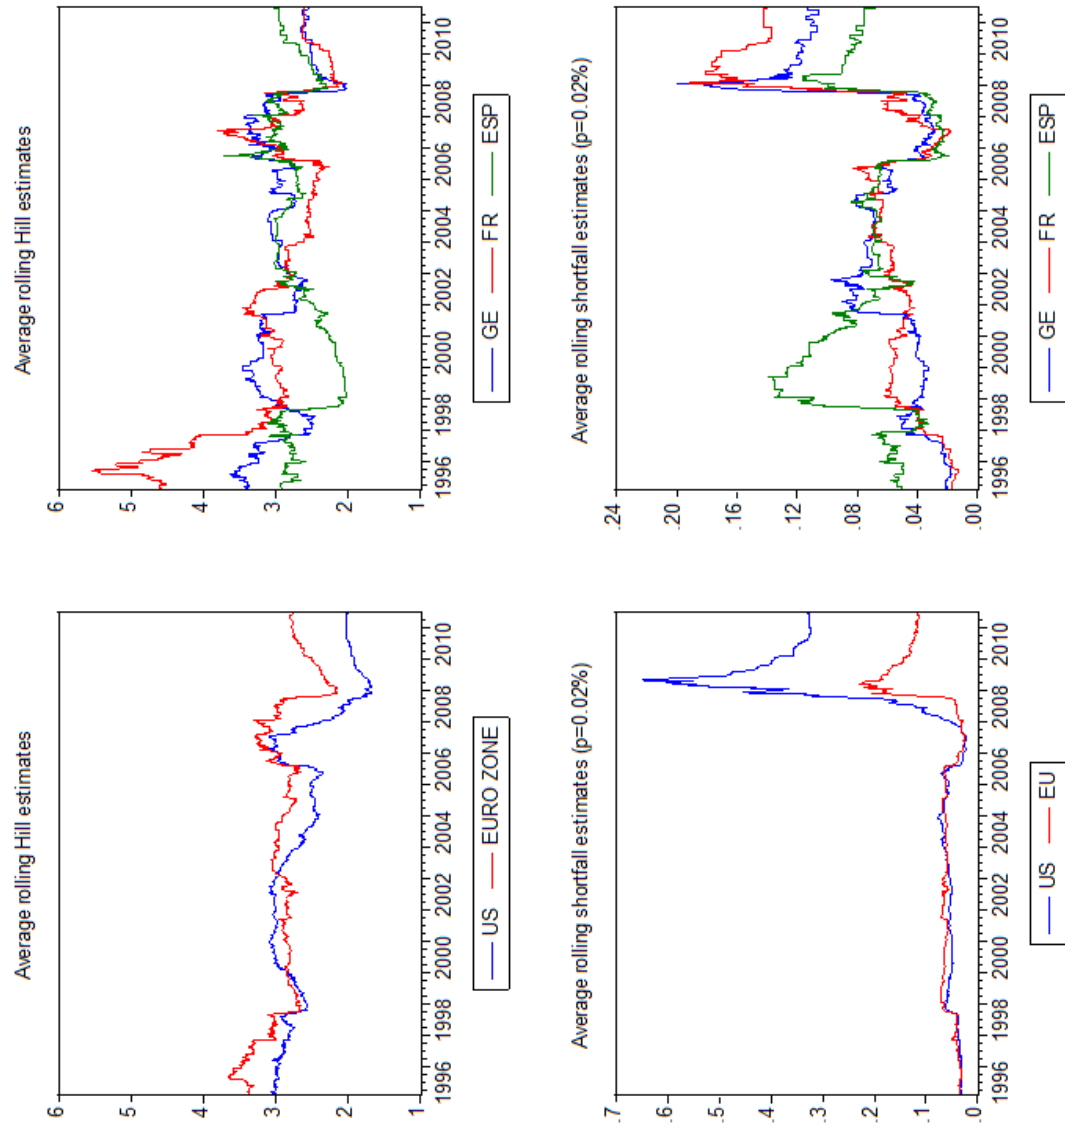 Average rolling Hill estimates
6
5
4
3
2
1
1996 1998 2000 2002 2004 2006 2008 2010
US EURO ZONE
Average rolling Hill estimates
6
5
4
3
2
1
1996 1998 2000 2002 2004 2006 2008 2010
GE FR ESP
Average rolling shortfall estimates (p=0.02%)
.7
.6
.5
.4
.3
.2
.1
.0
1996 1998 2000 2002 2004 2006 2008 2010
US EU
Average rolling shortfall estimates (p=0.02%)
.24
.20
.16
.12
.08
.04
.00
1996 1998 2000 2002 2004 2006 2008 2010
GE FR ESP